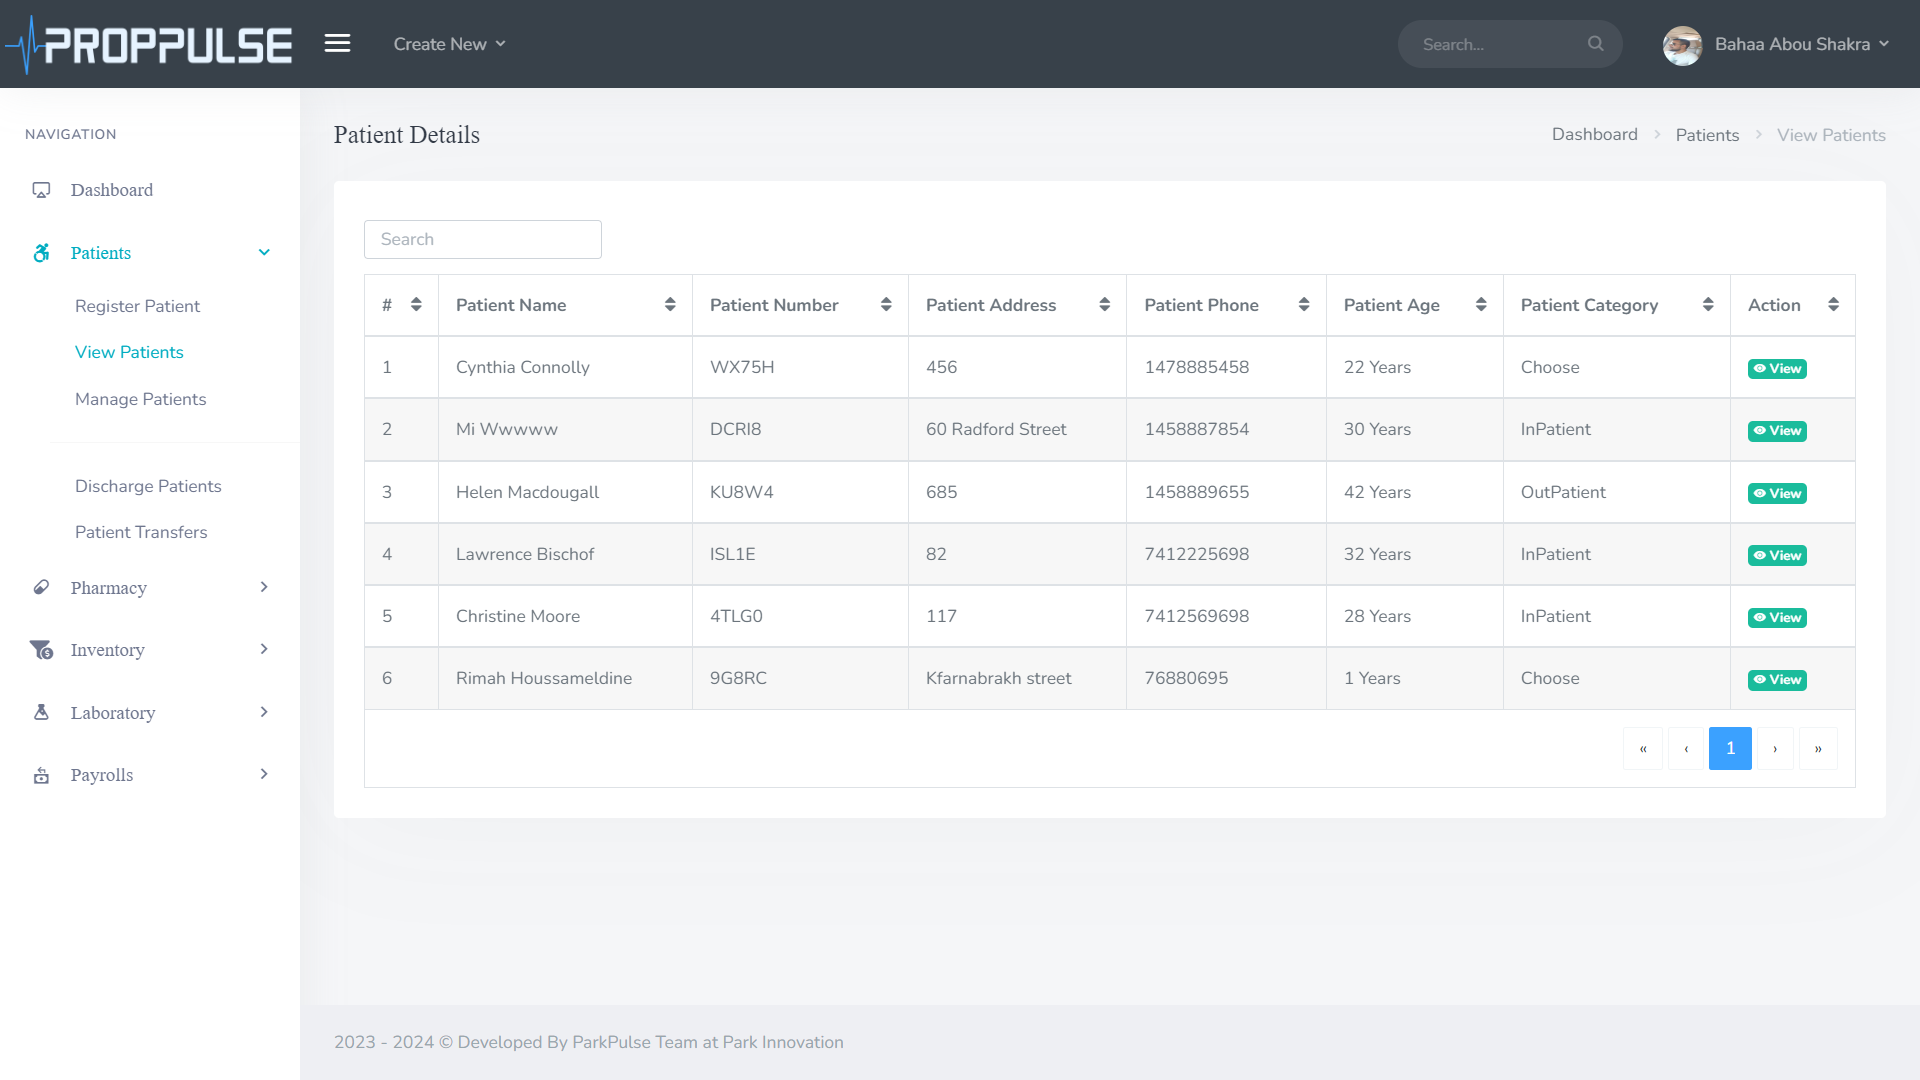 PROPPULSE
Create New
Search...
Bahaa Abou Shakra
NAVIGATION
Dashboard
Patients
Register Patient
View Patients
Manage Patients
Discharge Patients
Patient Transfers
Pharmacy
Inventory
Laboratory
Payrolls
Patient Details
Dashboard > Patients > View Patients
Search
# Patient Name Patient Number Patient Address Patient Phone Patient Age Patient Category Action
1 Cynthia Connolly WX75H 456 1478885458 22 Years Choose View
2 Mi Wwwww DCRI8 60 Radford Street 1458887854 30 Years InPatient View
3 Helen Macdougall KU8W4 685 1458889655 42 Years OutPatient View
4 Lawrence Bischof ISL1E 82 7412225698 32 Years InPatient View
5 Christine Moore 4TLG0 117 7412569698 28 Years InPatient View
6 Rimah Houssameldine 9G8RC Kfarnabrakh street 76880695 1 Years Choose View
« ‹ 1 › »
2023 - 2024 © Developed By ParkPulse Team at Park Innovation